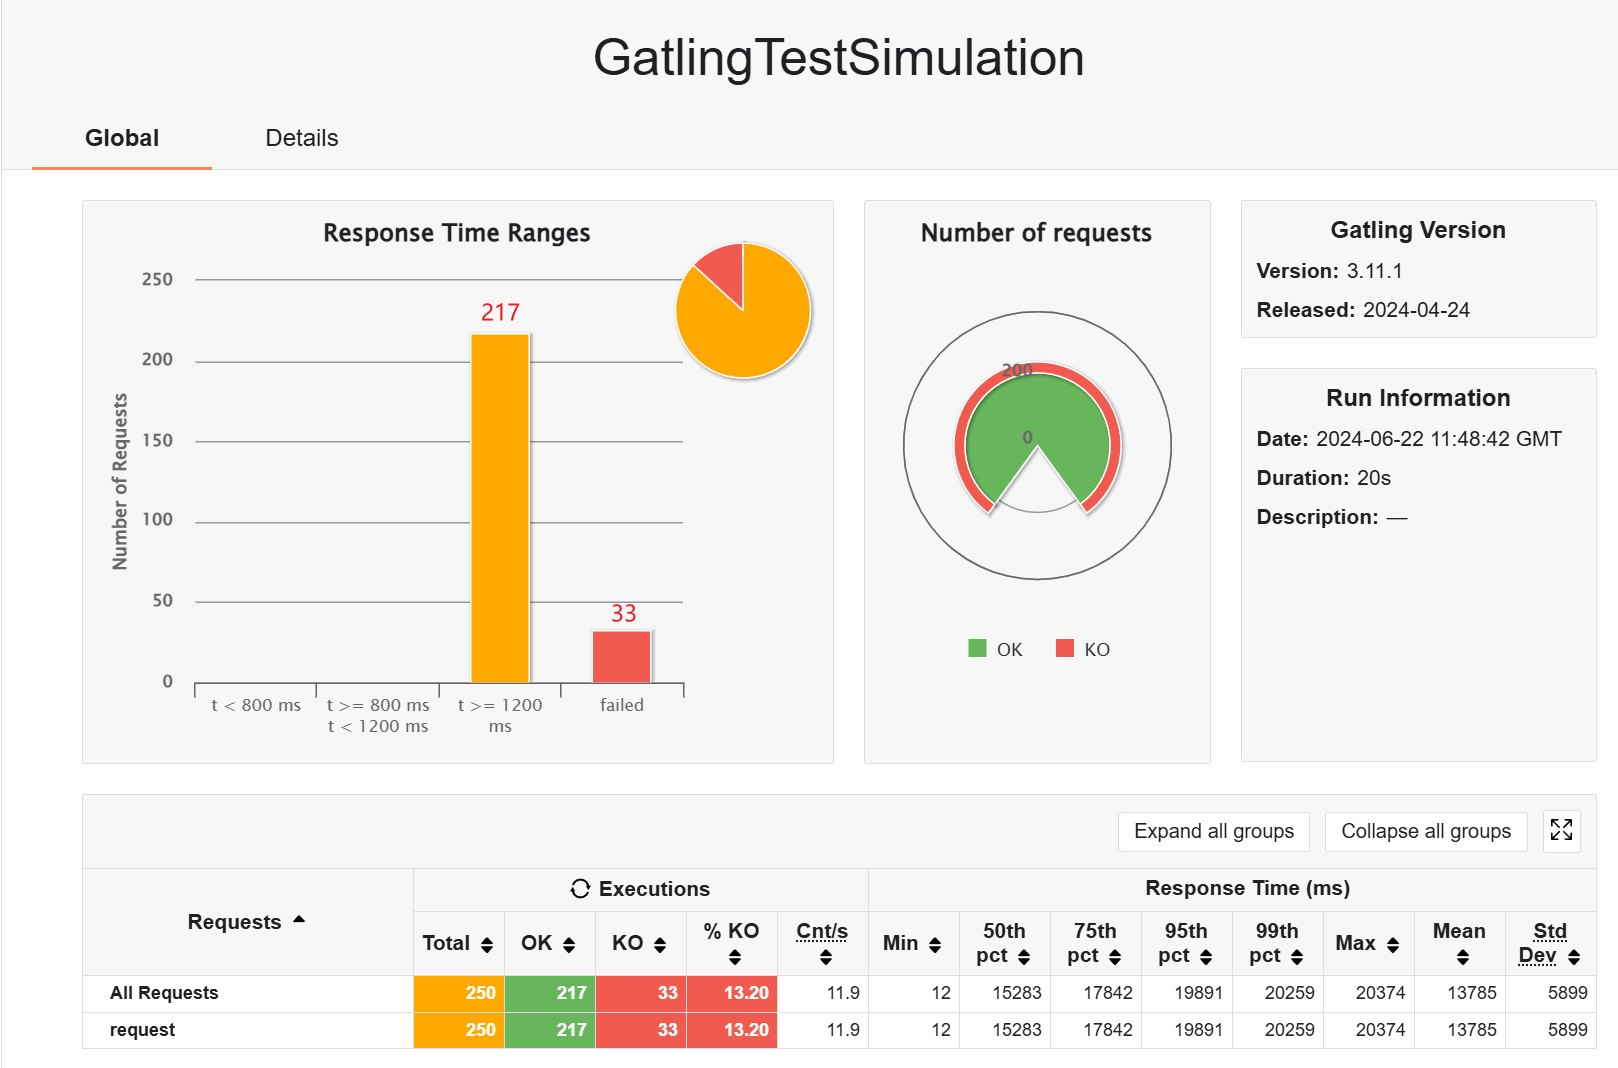 GatlingTestSimulation
Global
Details
Response Time Ranges
250
200
150
100
50
0
Number of Requests
217
33
t < 800 ms
t >= 800 ms
t < 1200 ms
t >= 1200
ms
failed
Number of requests
200
0
OK
KO
Gatling Version
Version: 3.11.1
Released: 2024-04-24
Run Information
Date: 2024-06-22 11:48:42 GMT
Duration: 20s
Description: —
Expand all groups
Collapse all groups
Requests
Executions
Response Time (ms)
Total OK KO % KO Cnt/s Min 50th pct 75th pct 95th pct 99th pct Max Mean Std Dev
All Requests 250 217 33 13.20 11.9 12 15283 17842 19891 20259 20374 13785 5899
request 250 217 33 13.20 11.9 12 15283 17842 19891 20259 20374 13785 5899